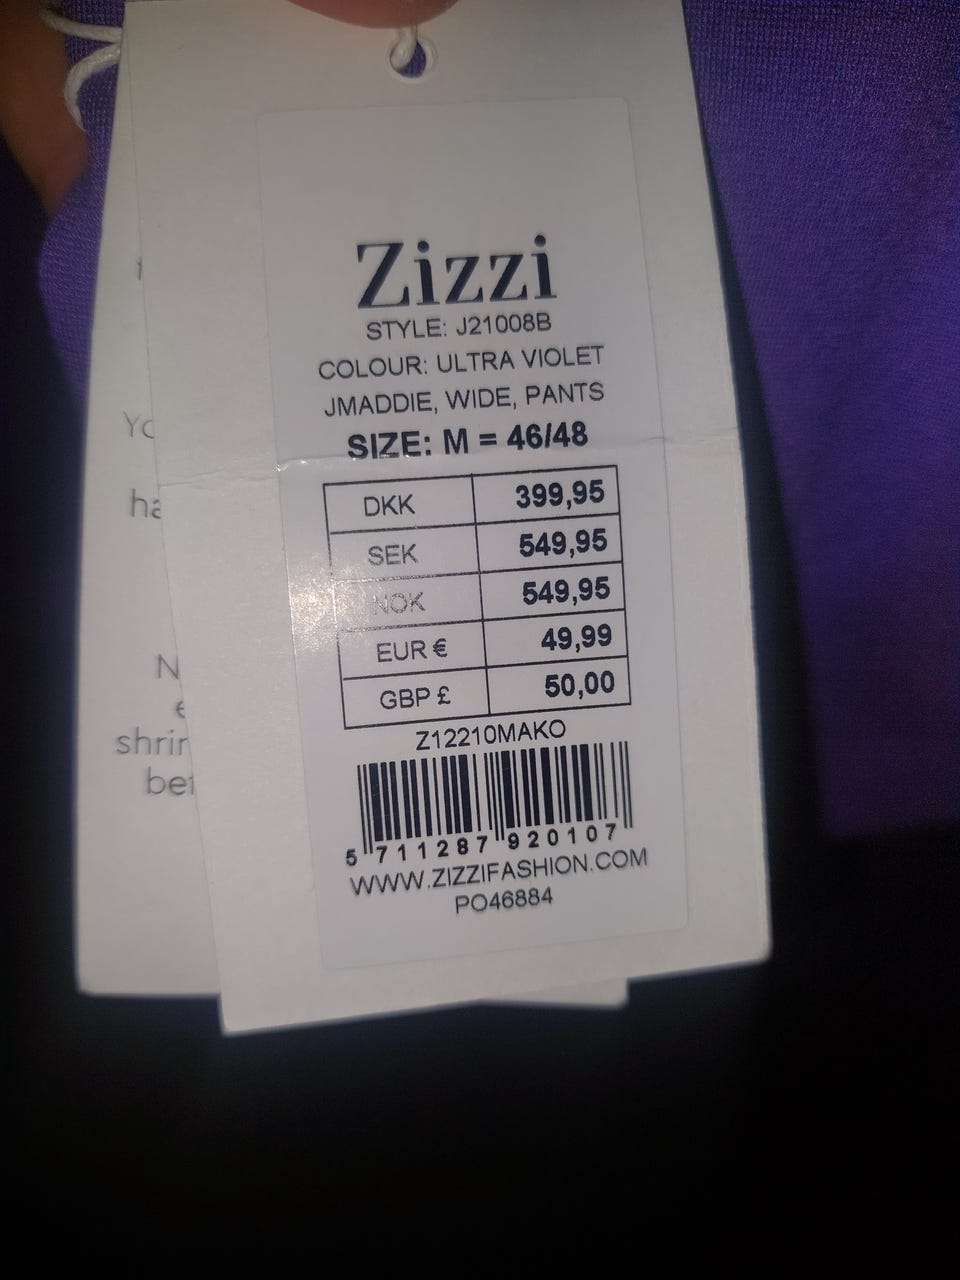 Zizzi
STYLE: J21008B
COLOUR: ULTRA VIOLET
JMADDIE, WIDE, PANTS
SIZE: M = 46/48
DKK 399,95
SEK 549,95
NOK 549,95
EUR € 49,99
GBP £ 50,00
Z12210MAKO
5 711287 920107
WWW.ZIZZIFASHION.COM
PO46884